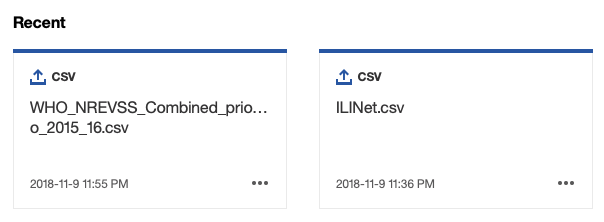 Recent
csv
WHO_NREVSS_Combined_prio...
o_2015_16.csv
2018-11-9 11:55 PM
csv
ILINet.csv
2018-11-9 11:36 PM